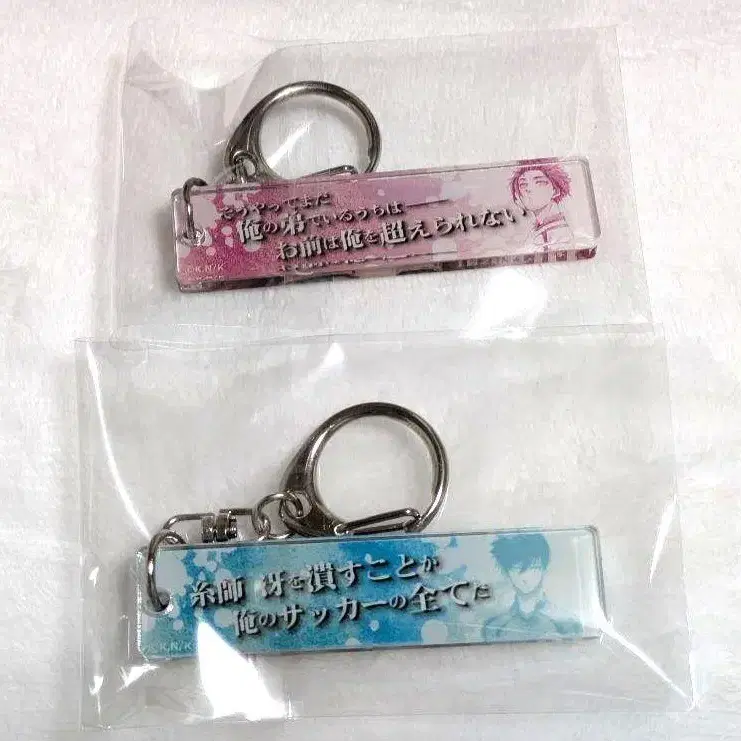 そうやってまだ
俺の弟でいるうちは――
お前は俺を超えられない
©K,N/K
糸師 冴を潰すことが
俺のサッカーの全てだ
©K,N/K